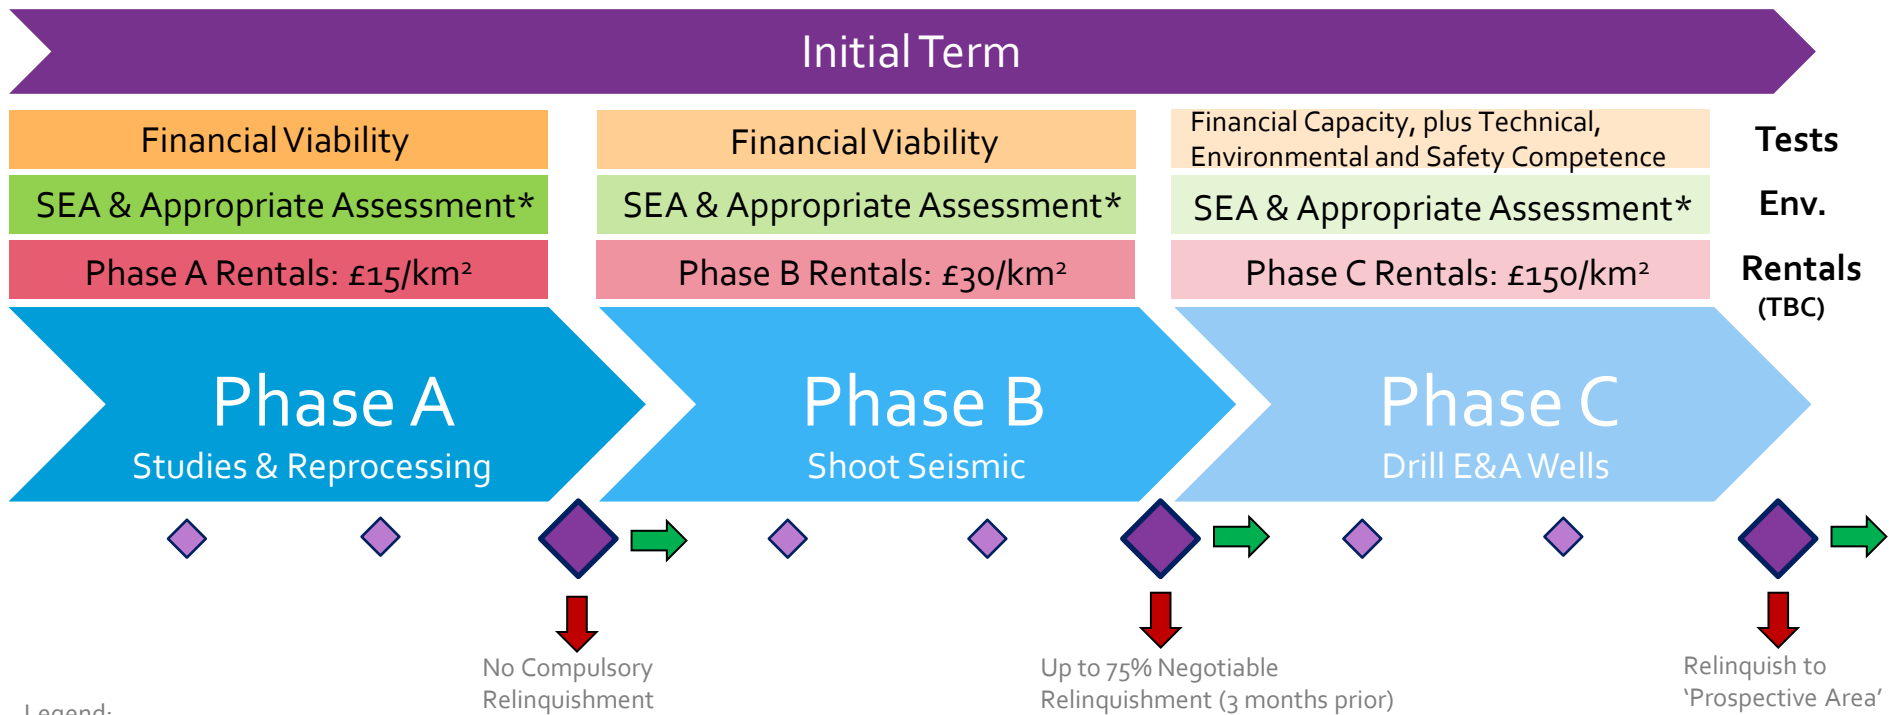 Initial Term
Financial Viability
Financial Viability
Financial Capacity, plus Technical,
Environmental and Safety Competence
Tests
SEA & Appropriate Assessment*
SEA & Appropriate Assessment*
SEA & Appropriate Assessment*
Env.
Phase A Rentals: £15/km²
Phase B Rentals: £30/km²
Phase C Rentals: £150/km²
Rentals
(TBC)
Phase A
Studies & Reprocessing
Phase B
Shoot Seismic
Phase C
Drill E&A Wells
No Compulsory
Relinquishment
Up to 75% Negotiable
Relinquishment (3 months prior)
Relinquish to
‘Prospective Area’
Legend: